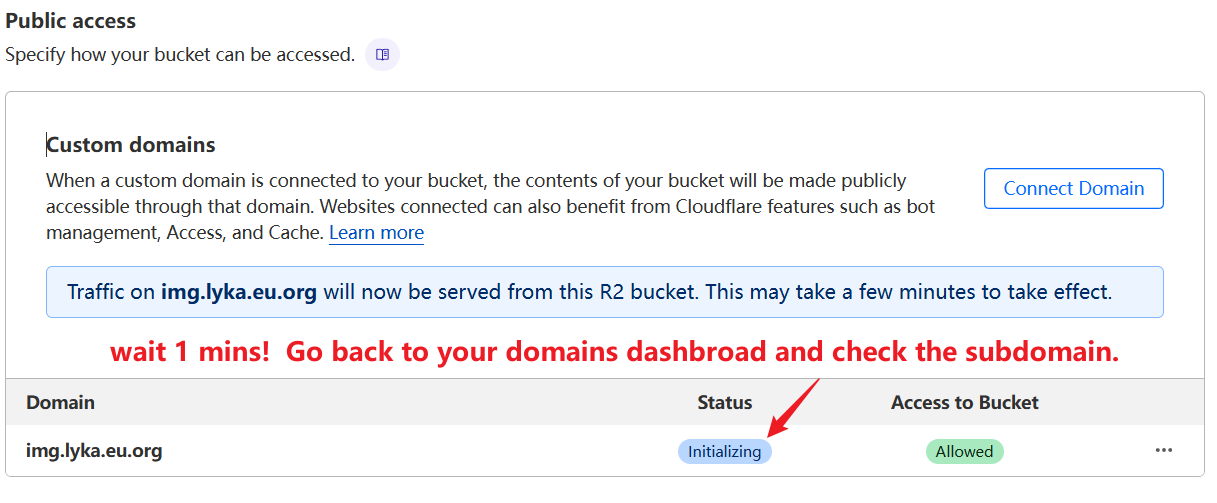 Public access
Specify how your bucket can be accessed.
Custom domains
When a custom domain is connected to your bucket, the contents of your bucket will be made publicly
accessible through that domain. Websites connected can also benefit from Cloudflare features such as bot
management, Access, and Cache. Learn more
Connect Domain
Traffic on img.lyka.eu.org will now be served from this R2 bucket. This may take a few minutes to take effect.
wait 1 mins! Go back to your domains dashbroad and check the subdomain.
Domain Status Access to Bucket
img.lyka.eu.org Initializing Allowed ...